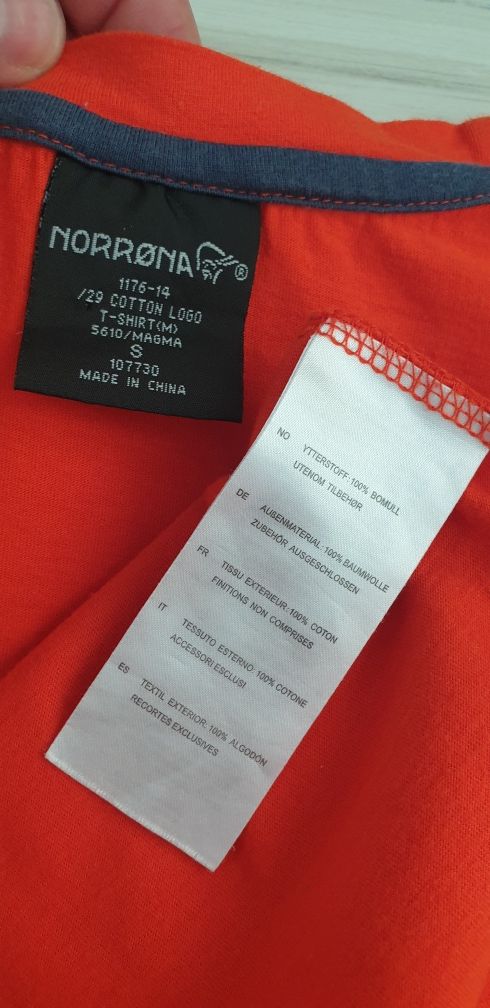 NORRØNA ®
1176-14
/29 COTTON LOGO
T-SHIRT(M)
5610/MAGMA
S
107730
MADE IN CHINA
NO YTTERSTOFF:100% BOMULL
UTENOM TILBEHØR
DE AUßENMATERIAL:100% BAUMWOLLE
ZUBEHÖR AUSGESCHLOSSEN
FR TISSU EXTERIEUR:100% COTON
FINITIONS NON COMPRISES
IT TESSUTO ESTERNO:100% COTONE
ACCESSORI ESCLUSI
ES TEXTIL EXTERIOR:100% ALGODÓN
RECORTES EXCLUSIVES